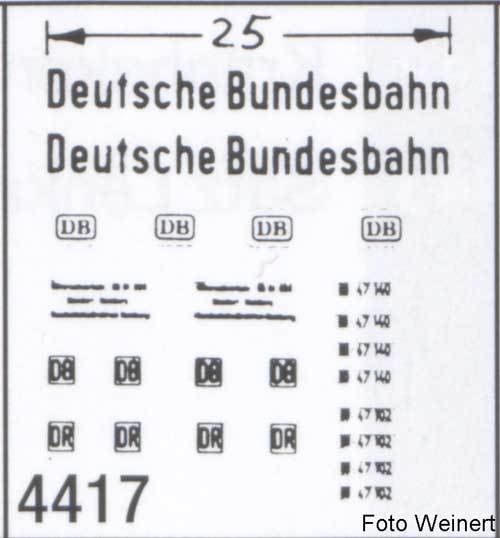 25
Deutsche Bundesbahn
Deutsche Bundesbahn
DB DB DB DB
47 140
47 140
47 140
47 140
DB DB DB DB
47 102
DR DR DR DR
47 102
47 102
47 102
4417
Foto Weinert